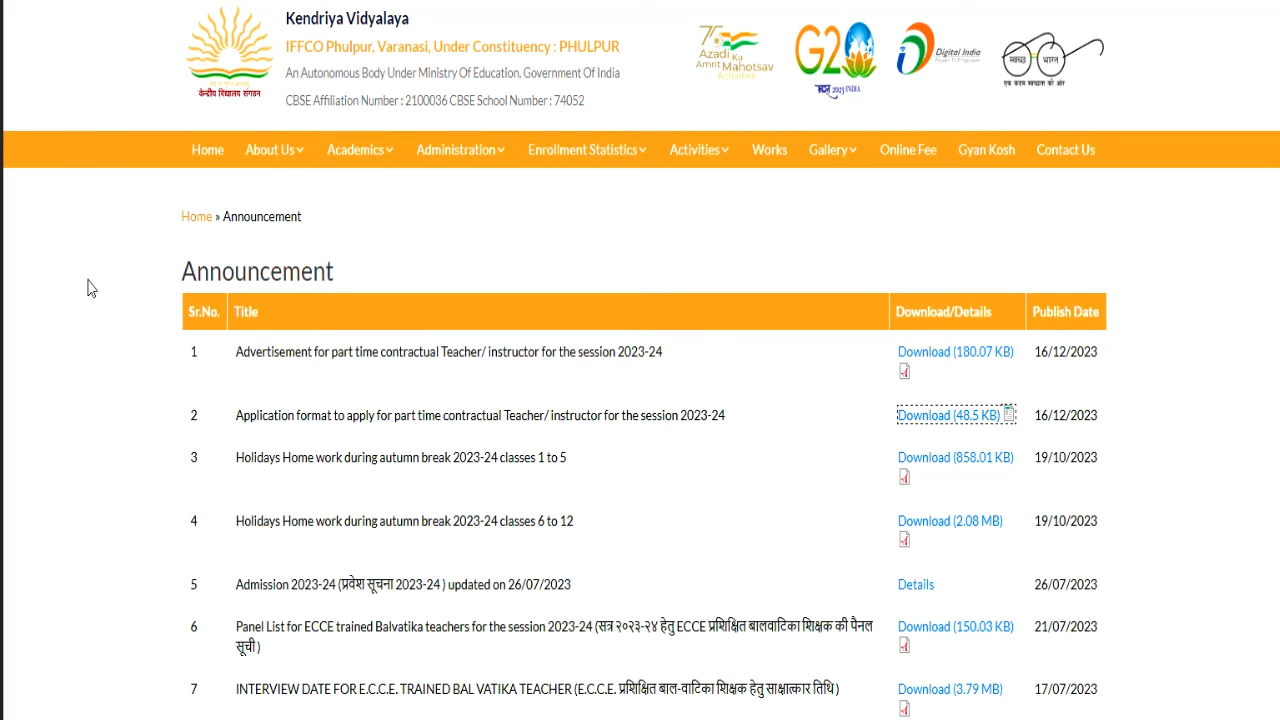 Kendriya Vidyalaya
IFFCO Phulpur, Varanasi, Under Constituency : PHULPUR
An Autonomous Body Under Ministry Of Education, Government Of India
CBSE Affiliation Number : 2100036 CBSE School Number : 74052
केन्द्रीय विद्यालय संगठन
75
Azadi Ka
Amrit Mahotsav
Activities
G20
भारत 2023 INDIA
Digital India
Power To Empower
स्वच्छ भारत
एक कदम स्वच्छता की ओर
Home About Us Academics Administration Enrollment Statistics Activities Works Gallery Online Fee Gyan Kosh Contact Us
Home » Announcement
Announcement
Sr.No. Title Download/Details Publish Date
1 Advertisement for part time contractual Teacher/ instructor for the session 2023-24 Download (180.07 KB) 16/12/2023
2 Application format to apply for part time contractual Teacher/ instructor for the session 2023-24 Download (48.5 KB) 16/12/2023
3 Holidays Home work during autumn break 2023-24 classes 1 to 5 Download (858.01 KB) 19/10/2023
4 Holidays Home work during autumn break 2023-24 classes 6 to 12 Download (2.08 MB) 19/10/2023
5 Admission 2023-24 (प्रवेश सूचना 2023-24 ) updated on 26/07/2023 Details 26/07/2023
6 Panel List for ECCE trained Balvatika teachers for the session 2023-24 (सत्र २०२३-२४ हेतु ECCE प्रशिक्षित बालवाटिका शिक्षक की पैनल Download (150.03 KB) 21/07/2023
सूची )
7 INTERVIEW DATE FOR E.C.C.E. TRAINED BAL VATIKA TEACHER (E.C.C.E. प्रशिक्षित बाल-वाटिका शिक्षक हेतु साक्षात्कार तिथि ) Download (3.79 MB) 17/07/2023